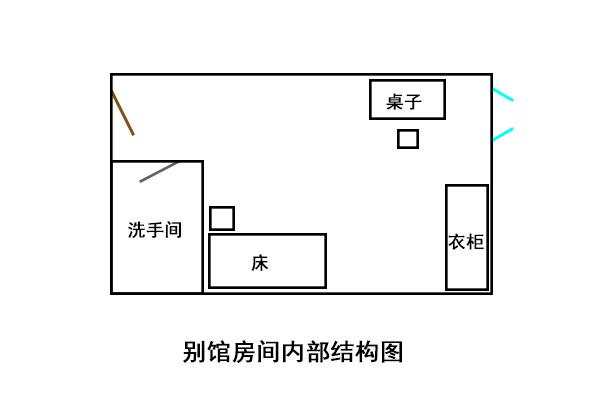 桌子
洗手间
衣柜
床
别馆房间内部结构图